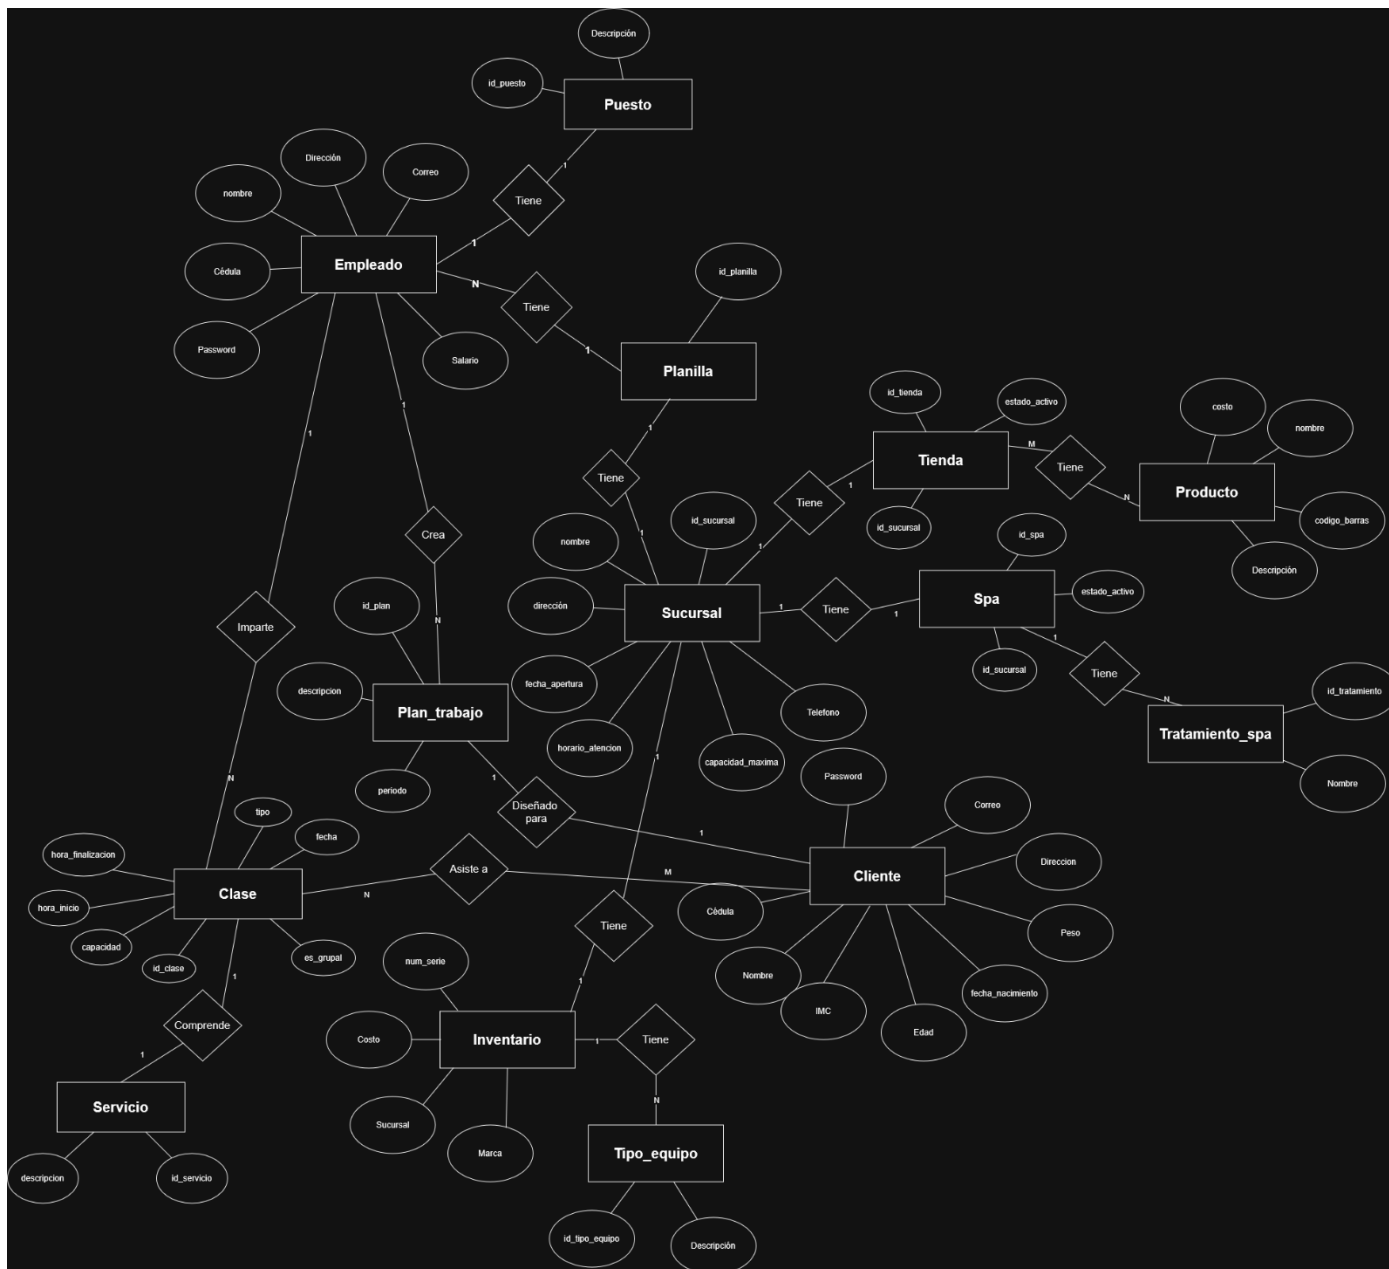 Descripción
id_puesto
Puesto
1
Tiene
1
Dirección
Correo
nombre
Empleado
Cédula
Password
Salario
N
Tiene
1
id_planilla
Planilla
1
Tiene
1
1
Imparte
N
1
Crea
N
id_tienda
estado_activo
Tienda
id_sucursal
M
Tiene
N
costo
nombre
Producto
codigo_barras
Descripción
1
Tiene
1
id_sucursal
nombre
dirección
Sucursal
fecha_apertura
horario_atencion
capacidad_maxima
Telefono
1
Tiene
1
id_spa
estado_activo
Spa
id_sucursal
1
Tiene
N
id_tratamiento
Tratamiento_spa
Nombre
id_plan
descripcion
Plan_trabajo
periodo
1
Diseñado
para
1
1
Tiene
1
Password
Correo
Direccion
Cliente
Cédula
Peso
Nombre
IMC
Edad
fecha_nacimiento
N
Asiste a
M
tipo
fecha
hora_finalizacion
Clase
hora_inicio
capacidad
id_clase
es_grupal
1
Comprende
1
Servicio
descripcion
id_servicio
num_serie
Costo
Inventario
Sucursal
Marca
1
Tiene
N
Tipo_equipo
id_tipo_equipo
Descripción